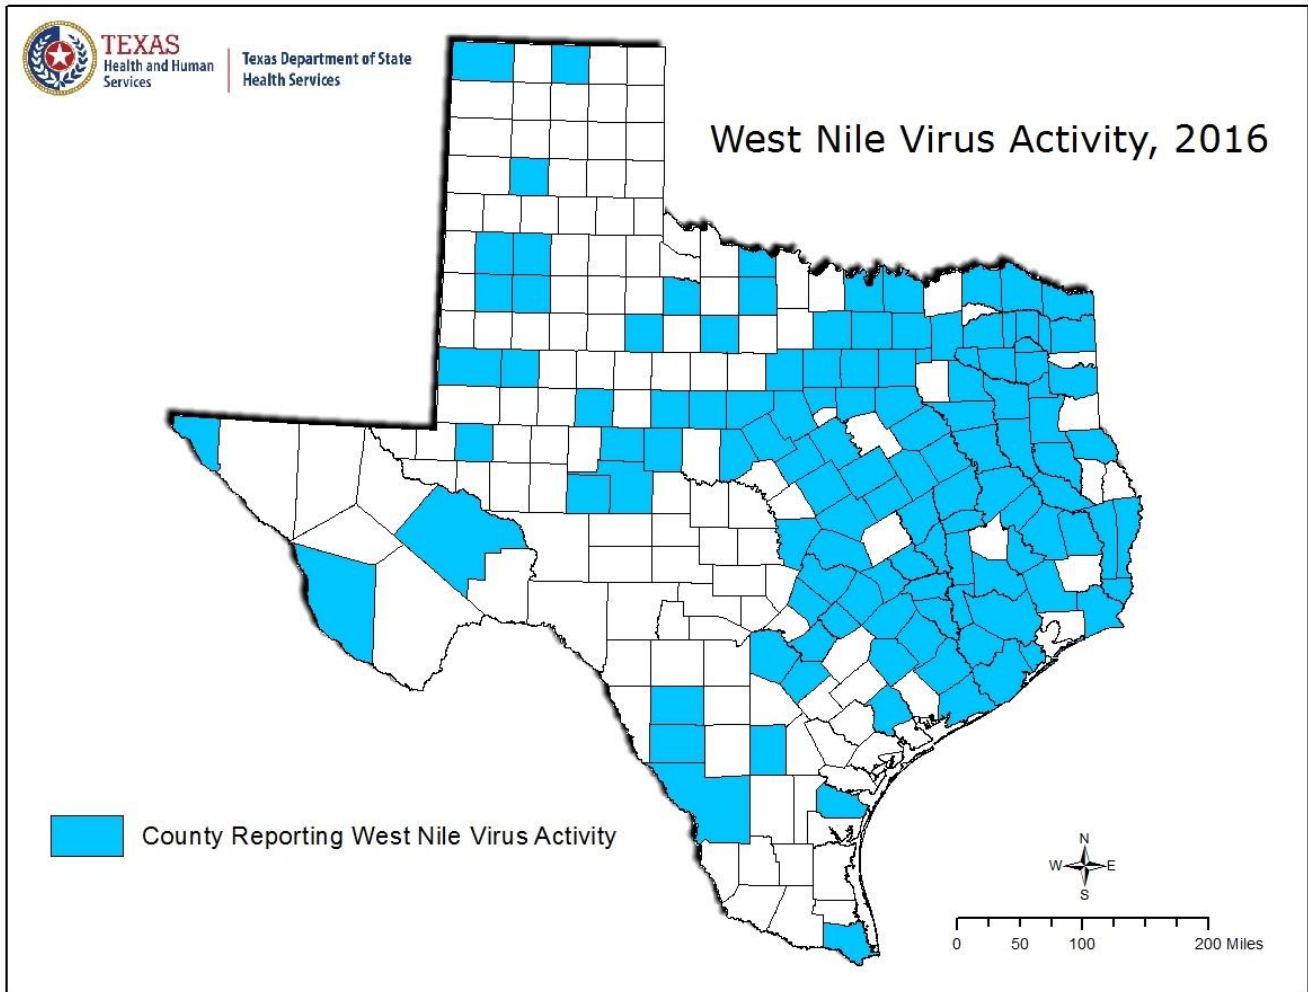 TEXAS
Health and Human
Services
Texas Department of State
Health Services
West Nile Virus Activity, 2016
County Reporting West Nile Virus Activity
N
W E
S
0 50 100 200 Miles